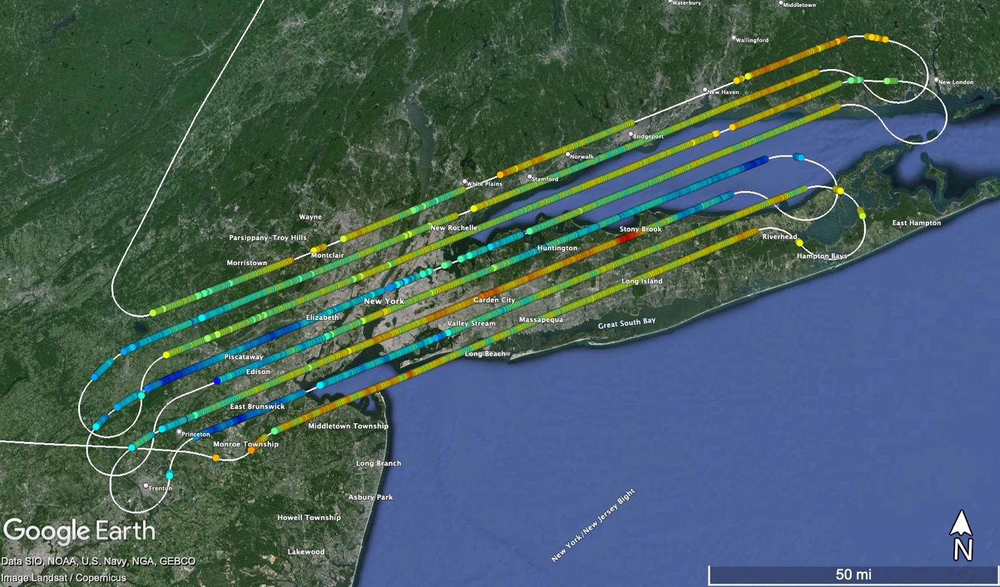 Waterbury
Middletown
Wallingford
New London
New Haven
Bridgeport
Norwalk
Stamford
White Plains
Wayne
New Rochelle
Stony Brook
East Hampton
Parsippany-Troy Hills
Riverhead
Huntington
Montclair
Hampton Bays
Morristown
Long Island
New York
Garden City
Elizabeth
Massapequa
Valley Stream
Great South Bay
Piscataway
Long Beach
Edison
East Brunswick
Middletown Township
Princeton
Monroe Township
Long Branch
Trenton
Asbury Park
New York/New Jersey Bight
Howell Township
Google Earth
Lakewood
N
Data SIO, NOAA, U.S. Navy, NGA, GEBCO
Image Landsat / Copernicus
50 mi